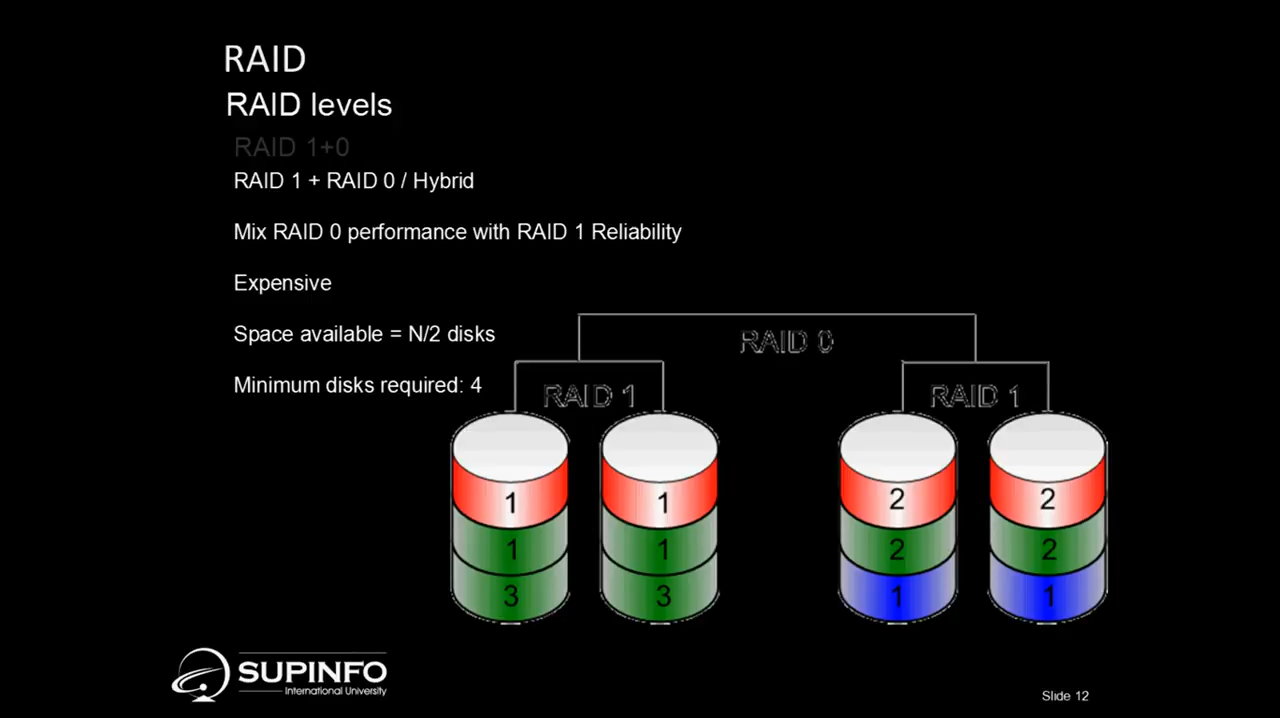 RAID
RAID levels
RAID 1+0
RAID 1 + RAID 0 / Hybrid
Mix RAID 0 performance with RAID 1 Reliability
Expensive
Space available = N/2 disks
Minimum disks required: 4
RAID 0
RAID 1
RAID 1
1 1 2 2
1 1 2 2
3 3 1 1
SUPINFO
International University
Slide 12